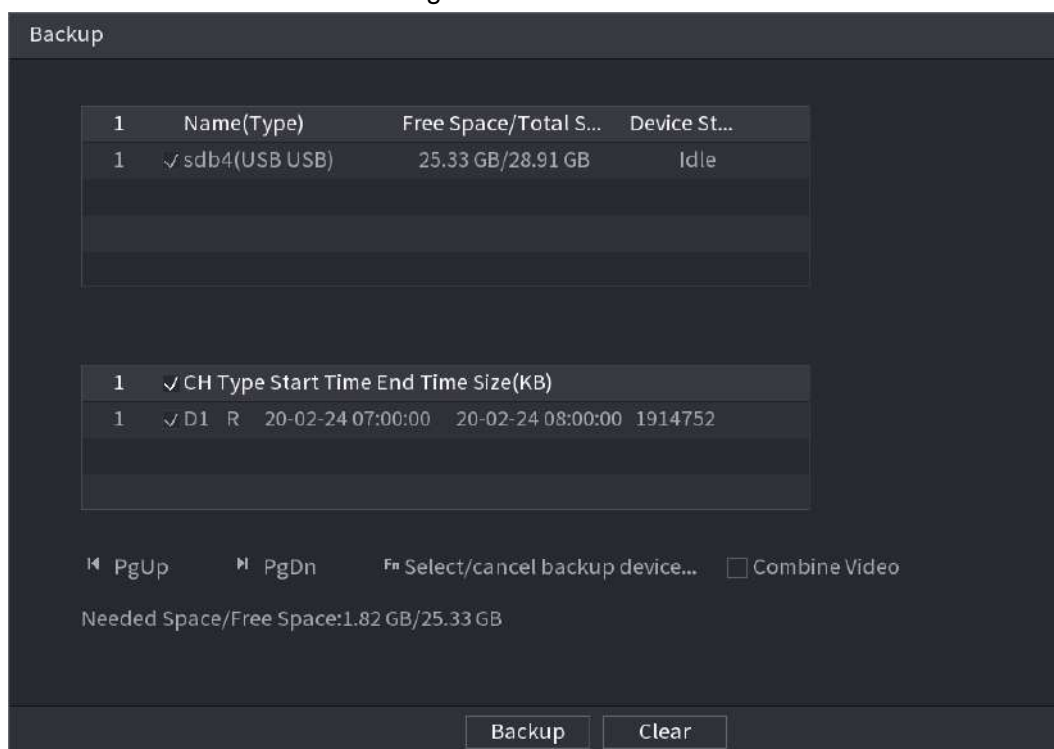 Backup
1 Name(Type) Free Space/Total S... Device St...
1 sdb4(USB USB) 25.33 GB/28.91 GB Idle
1 CH Type Start Time End Time Size(KB)
1 D1 R 20-02-24 07:00:00 20-02-24 08:00:00 1914752
PgUp PgDn Fn Select/cancel backup device... Combine Video
Needed Space/Free Space:1.82 GB/25.33 GB
Backup Clear